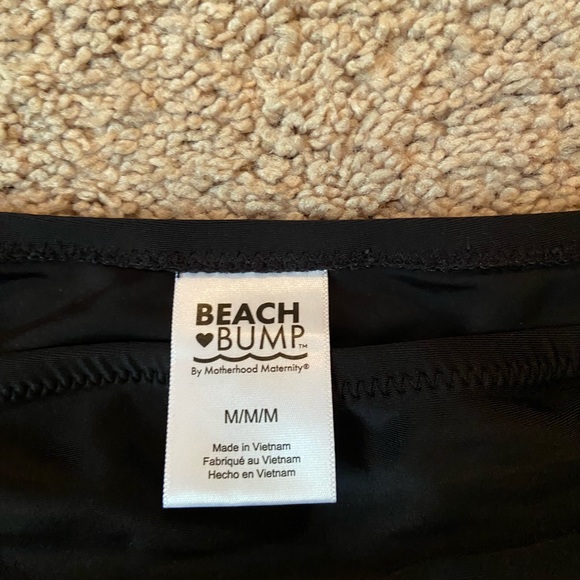 BEACH
♥BUMP™
By Motherhood Maternity®
M/M/M
Made in Vietnam
Fabriqué au Vietnam
Hecho en Vietnam